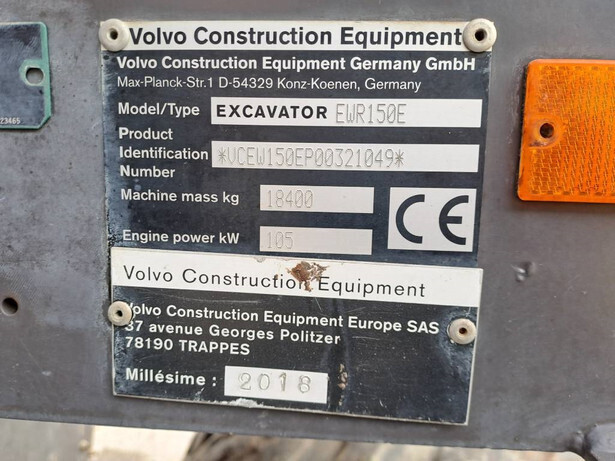 Volvo Construction Equipment
Volvo Construction Equipment Germany GmbH
Max-Planck-Str.1 D-54329 Konz-Koenen, Germany
Model/Type EXCAVATOR EWR150E
Product
Identification *VCEW150EP00321049*
Number
Machine mass kg 18400
Engine power kW 105
CE
Volvo Construction Equipment
Volvo Construction Equipment Europe SAS
37 avenue Georges Politzer
78190 TRAPPES
Millésime : 2018
23465